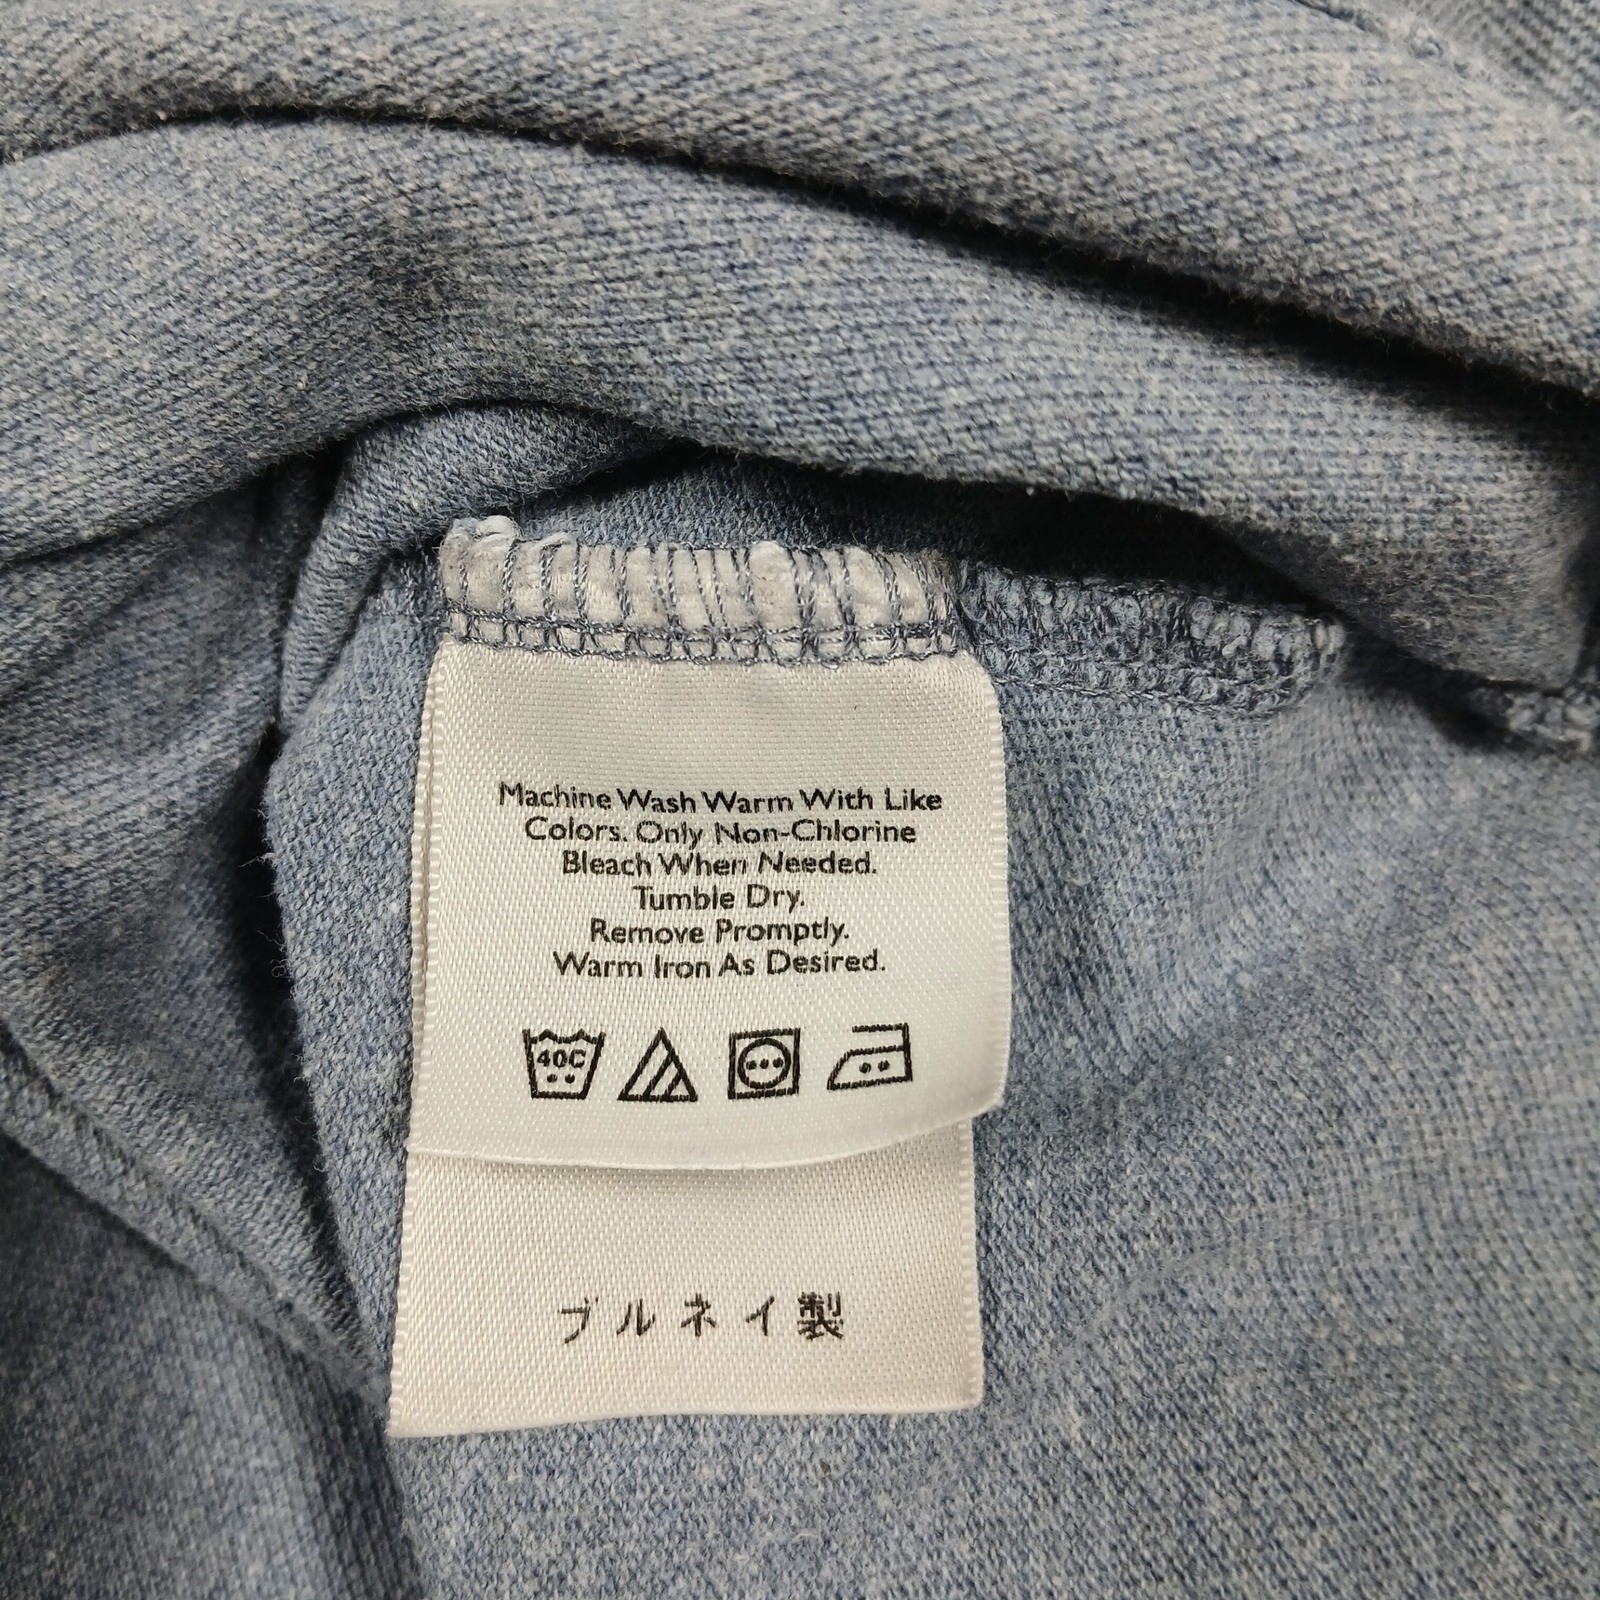 Machine Wash Warm With Like
Colors. Only Non-Chlorine
Bleach When Needed.
Tumble Dry.
Remove Promptly.
Warm Iron As Desired.
40C
ブルネイ製